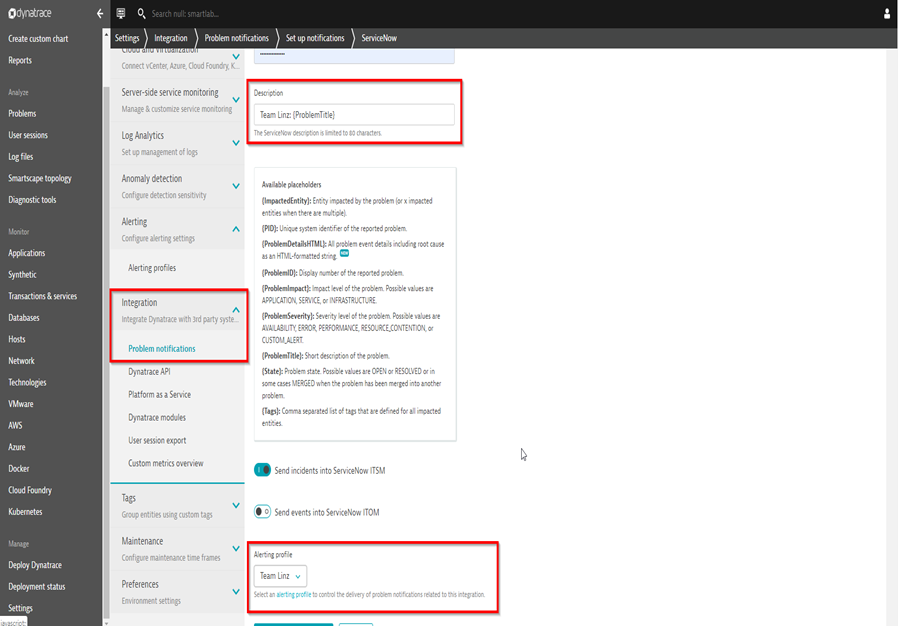 dynatrace
Search null: smartlab...
Create custom chart
Reports
Analyze
Problems
User sessions
Log files
Smartscape topology
Diagnostic tools
Monitor
Applications
Synthetic
Transactions & services
Databases
Hosts
Network
Technologies
VMware
AWS
Azure
Docker
Cloud Foundry
Kubernetes
Manage
Deploy Dynatrace
Deployment status
Settings
javascript:
Settings
Integration
Problem notifications
Set up notifications
ServiceNow
Cloud and virtualization
Connect vCenter, Azure, Cloud Foundry, K...
Server-side service monitoring
Manage & customize service monitoring
Log Analytics
Set up management of logs
Anomaly detection
Configure detection sensitivity
Alerting
Configure alerting settings
Alerting profiles
Integration
Integrate Dynatrace with 3rd party syste...
Problem notifications
Dynatrace API
Platform as a Service
Dynatrace modules
User session export
Custom metrics overview
Tags
Group entities using custom tags
Maintenance
Configure maintenance time frames
Preferences
Environment settings
Description
Team Linz: {ProblemTitle}
The ServiceNow description is limited to 80 characters.
Available placeholders
{ImpactedEntity}: Entity impacted by the problem (or x impacted
entities when there are multiple).
{PID}: Unique system identifier of the reported problem.
{ProblemDetailsHTML}: All problem event details including root cause
as an HTML-formatted string. NEW
{ProblemID}: Display number of the reported problem.
{ProblemImpact}: Impact level of the problem. Possible values are
APPLICATION, SERVICE, or INFRASTRUCTURE.
{ProblemSeverity}: Severity level of the problem. Possible values are
AVAILABILITY, ERROR, PERFORMANCE, RESOURCE_CONTENTION, or
CUSTOM_ALERT.
{ProblemTitle}: Short description of the problem.
{State}: Problem state. Possible values are OPEN or RESOLVED or in
some cases MERGED when the problem has been merged into another
problem.
{Tags}: Comma separated list of tags that are defined for all impacted
entities.
Send incidents into ServiceNow ITSM
Send events into ServiceNow ITOM
Alerting profile
Team Linz
Select an alerting profile to control the delivery of problem notifications related to this integration.